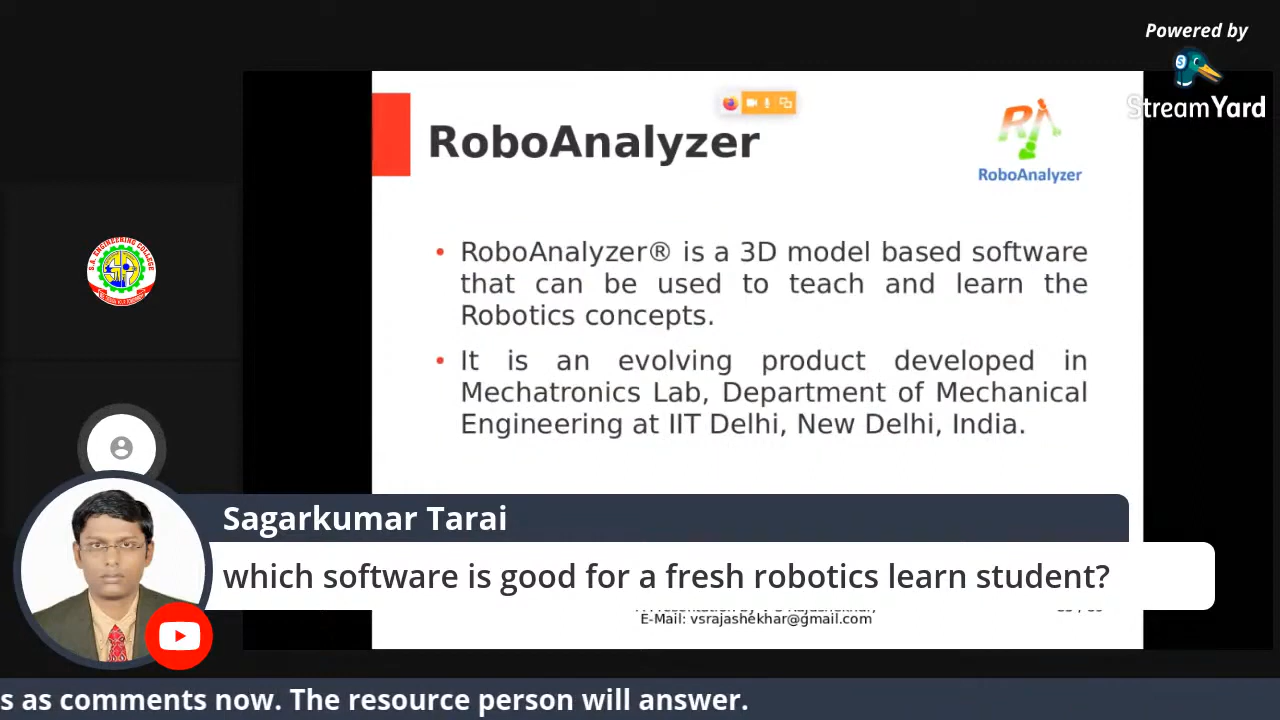 Powered by
StreamYard
RoboAnalyzer
RoboAnalyzer
• RoboAnalyzer® is a 3D model based software
that can be used to teach and learn the
Robotics concepts.
• It is an evolving product developed in
Mechatronics Lab, Department of Mechanical
Engineering at IIT Delhi, New Delhi, India.
Sagarkumar Tarai
which software is good for a fresh robotics learn student?
E-Mail: vsrajashekhar@gmail.com
s as comments now. The resource person will answer.